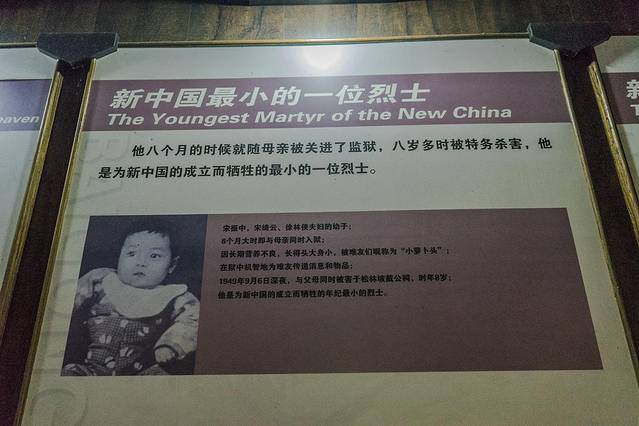 新中国最小的一位烈士
The Youngest Martyr of the New China
他八个月的时候就随母亲被关进了监狱，八岁多时被特务杀害，他
是为新中国的成立而牺牲的最小的一位烈士。
宋振中，宋绮云、徐林侠夫妇的幼子；
8个月大时即与母亲同时入狱；
因长期营养不良，长得头大身小，被难友们昵称为“小萝卜头”；
在狱中机智地为难友传递消息和物品；
1949年9月6日深夜，与父母同时被害于松林坡戴公祠，时年8岁；
他是为新中国的成立而牺牲的年纪最小的烈士。
eaven
新